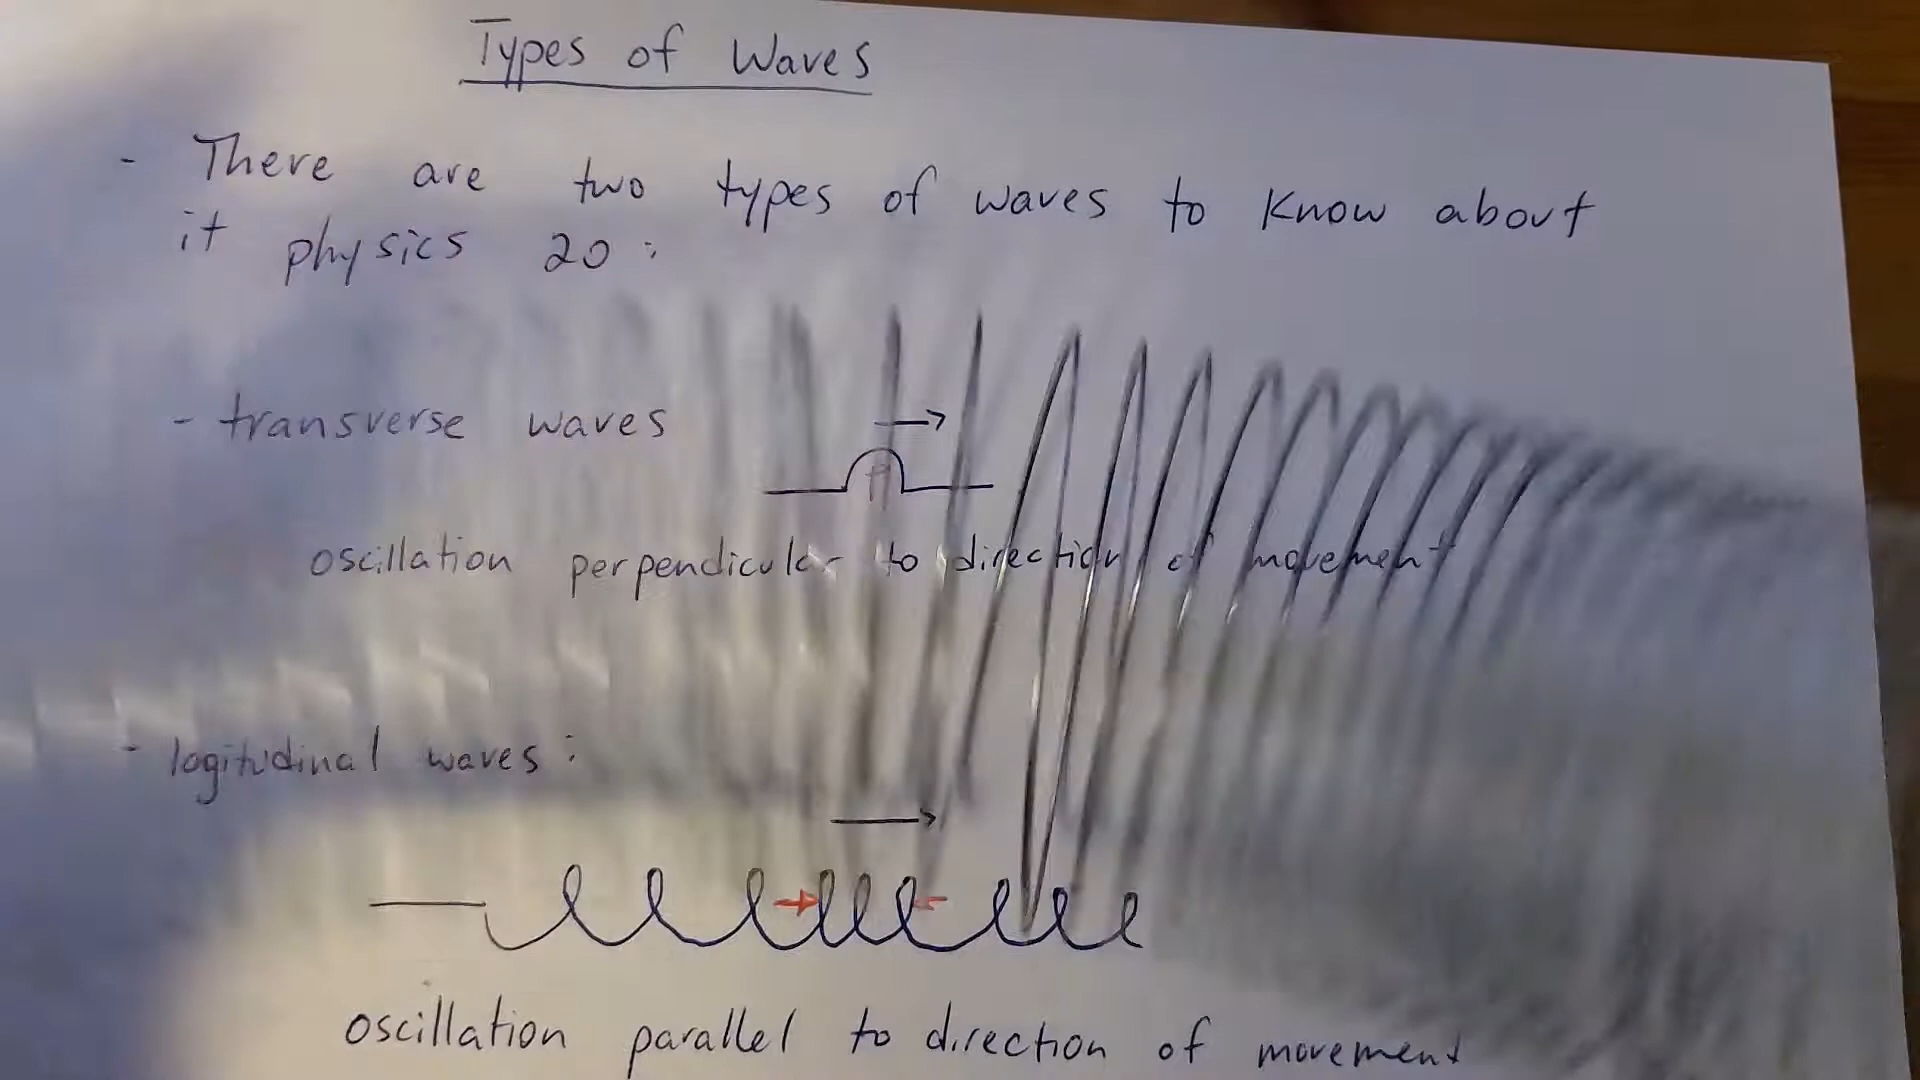 Types of Waves
- There are two types of waves to know about
it physics 20:
- transverse waves
oscillation perpendicular to direction of movement
- logitudinal waves:
oscillation parallel to direction of movement